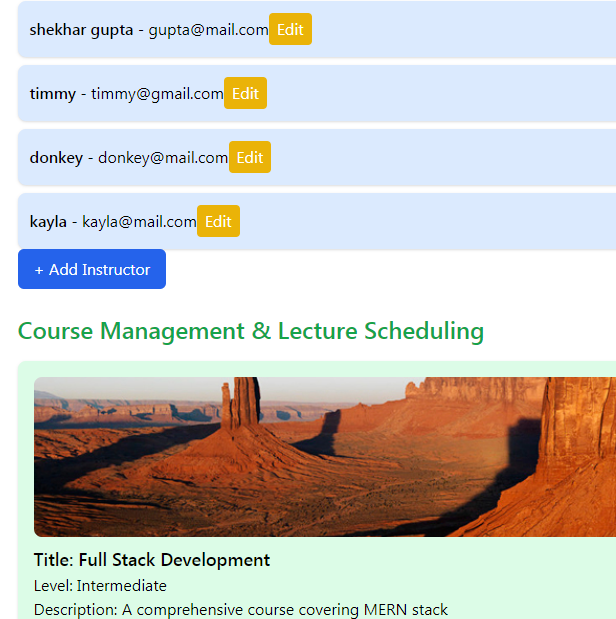 shekhar gupta - gupta@mail.com Edit
timmy - timmy@gmail.com Edit
donkey - donkey@mail.com Edit
kayla - kayla@mail.com Edit
+ Add Instructor
Course Management & Lecture Scheduling
Title: Full Stack Development
Level: Intermediate
Description: A comprehensive course covering MERN stack